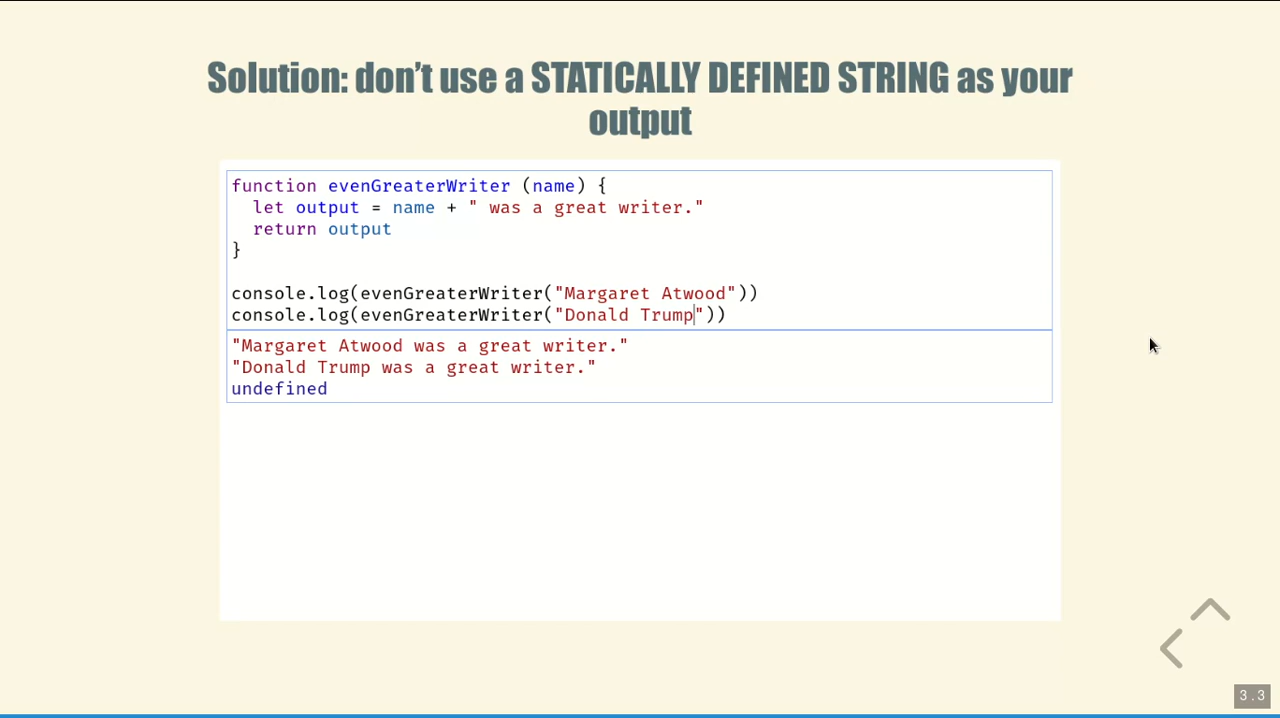 Solution: don’t use a STATICALLY DEFINED STRING as your
output
function evenGreaterWriter (name) {
  let output = name + " was a great writer."
  return output
}
console.log(evenGreaterWriter("Margaret Atwood"))
console.log(evenGreaterWriter("Donald Trump"))
"Margaret Atwood was a great writer."
"Donald Trump was a great writer."
undefined
3.3